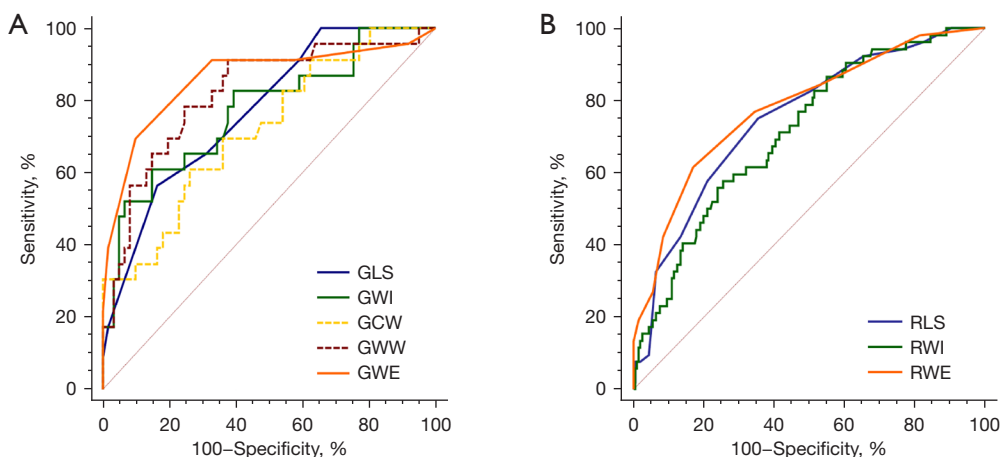 A
Sensitivity, %
100
80
60
40
20
0
GLS
GWI
GCW
GWW
GWE
0 20 40 60 80 100
100–Specificity, %
B
Sensitivity, %
100
80
60
40
20
0
RLS
RWI
RWE
0 20 40 60 80 100
100–Specificity, %